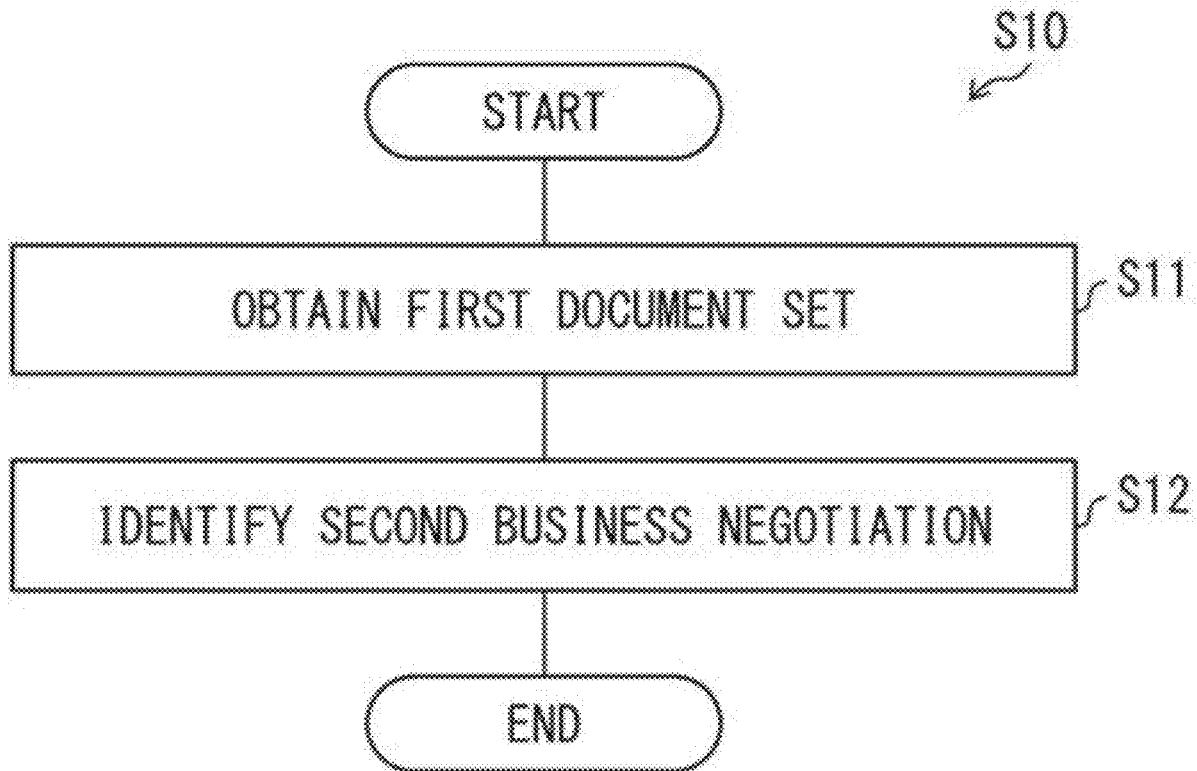 S10
START
OBTAIN FIRST DOCUMENT SET
S11
IDENTIFY SECOND BUSINESS NEGOTIATION
S12
END